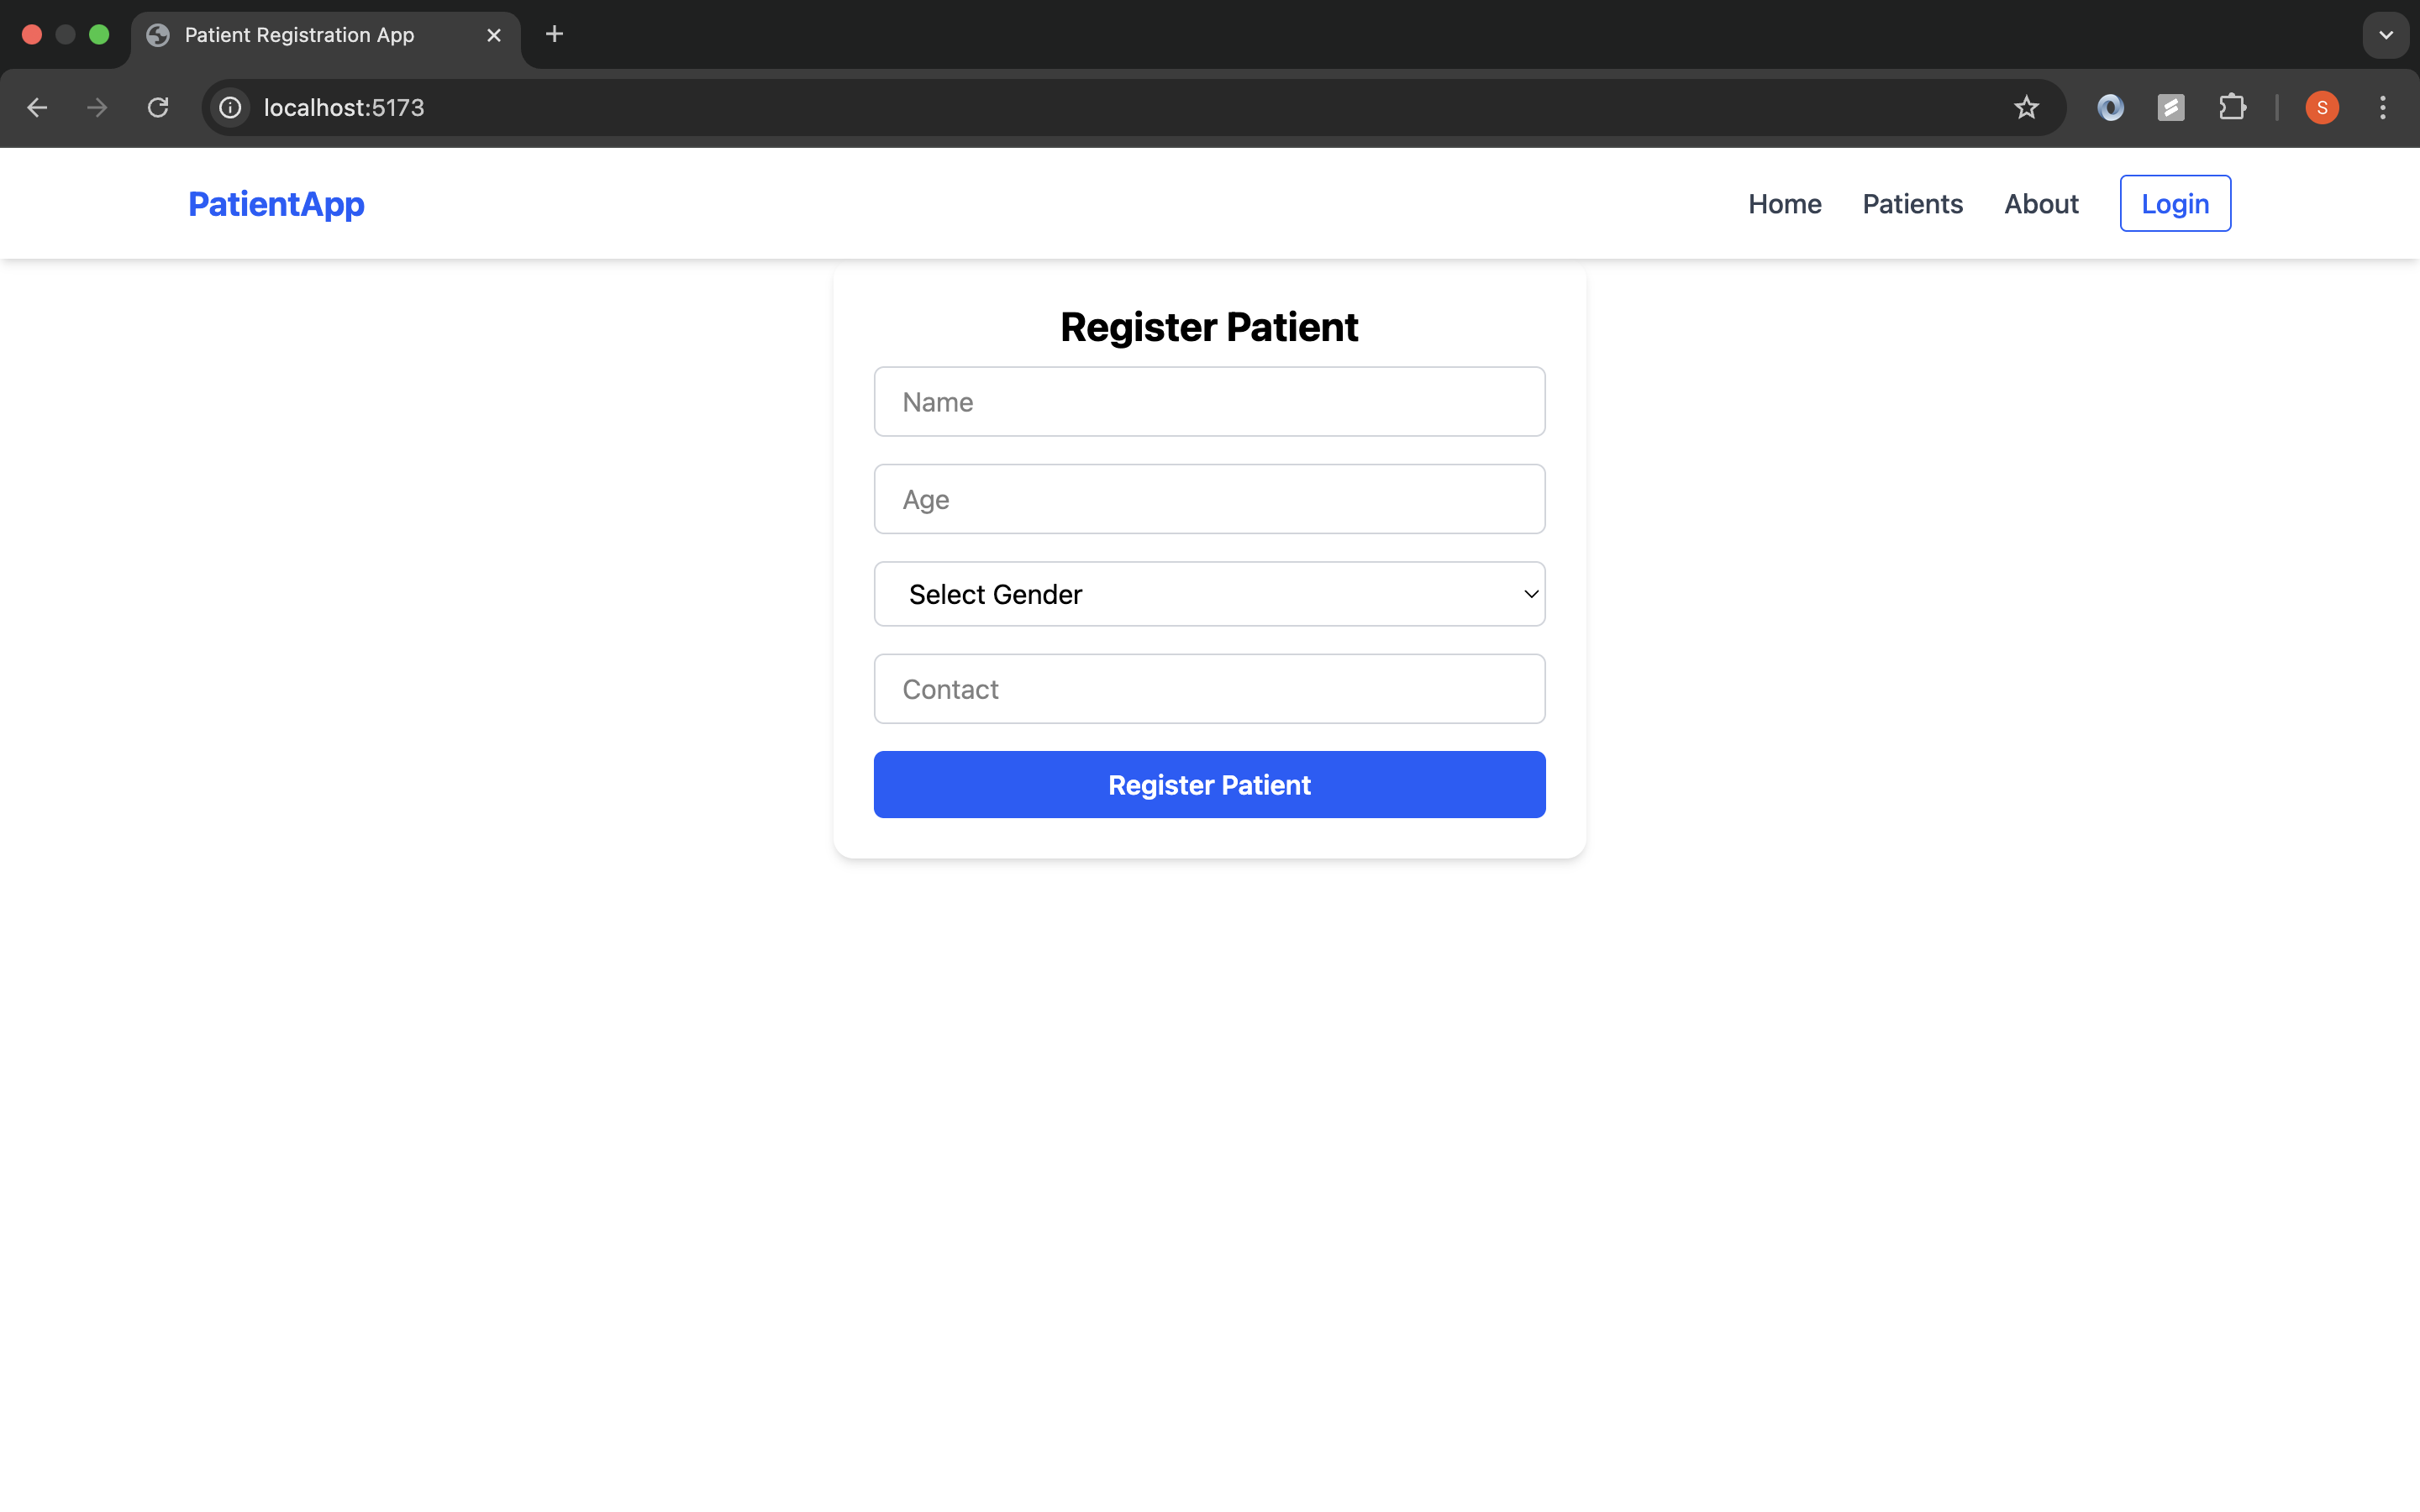 Patient Registration App
localhost:5173
S
PatientApp
Home Patients About Login
Register Patient
Name
Age
Select Gender
Contact
Register Patient